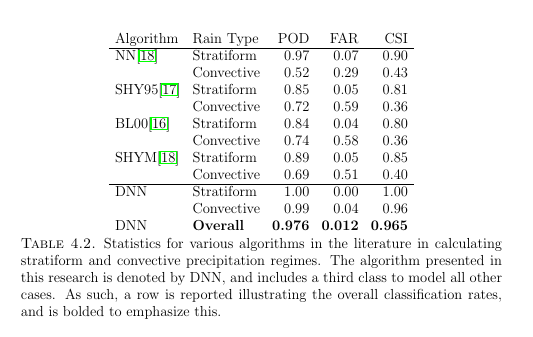 Algorithm Rain Type POD FAR CSI
NN[18] Stratiform 0.97 0.07 0.90
Convective 0.52 0.29 0.43
SHY95[17] Stratiform 0.85 0.05 0.81
Convective 0.72 0.59 0.36
BL00[16] Stratiform 0.84 0.04 0.80
Convective 0.74 0.58 0.36
SHYM[18] Stratiform 0.89 0.05 0.85
Convective 0.69 0.51 0.40
DNN Stratiform 1.00 0.00 1.00
Convective 0.99 0.04 0.96
DNN Overall 0.976 0.012 0.965
TABLE 4.2. Statistics for various algorithms in the literature in calculating
stratiform and convective precipitation regimes. The algorithm presented in
this research is denoted by DNN, and includes a third class to model all other
cases. As such, a row is reported illustrating the overall classification rates,
and is bolded to emphasize this.